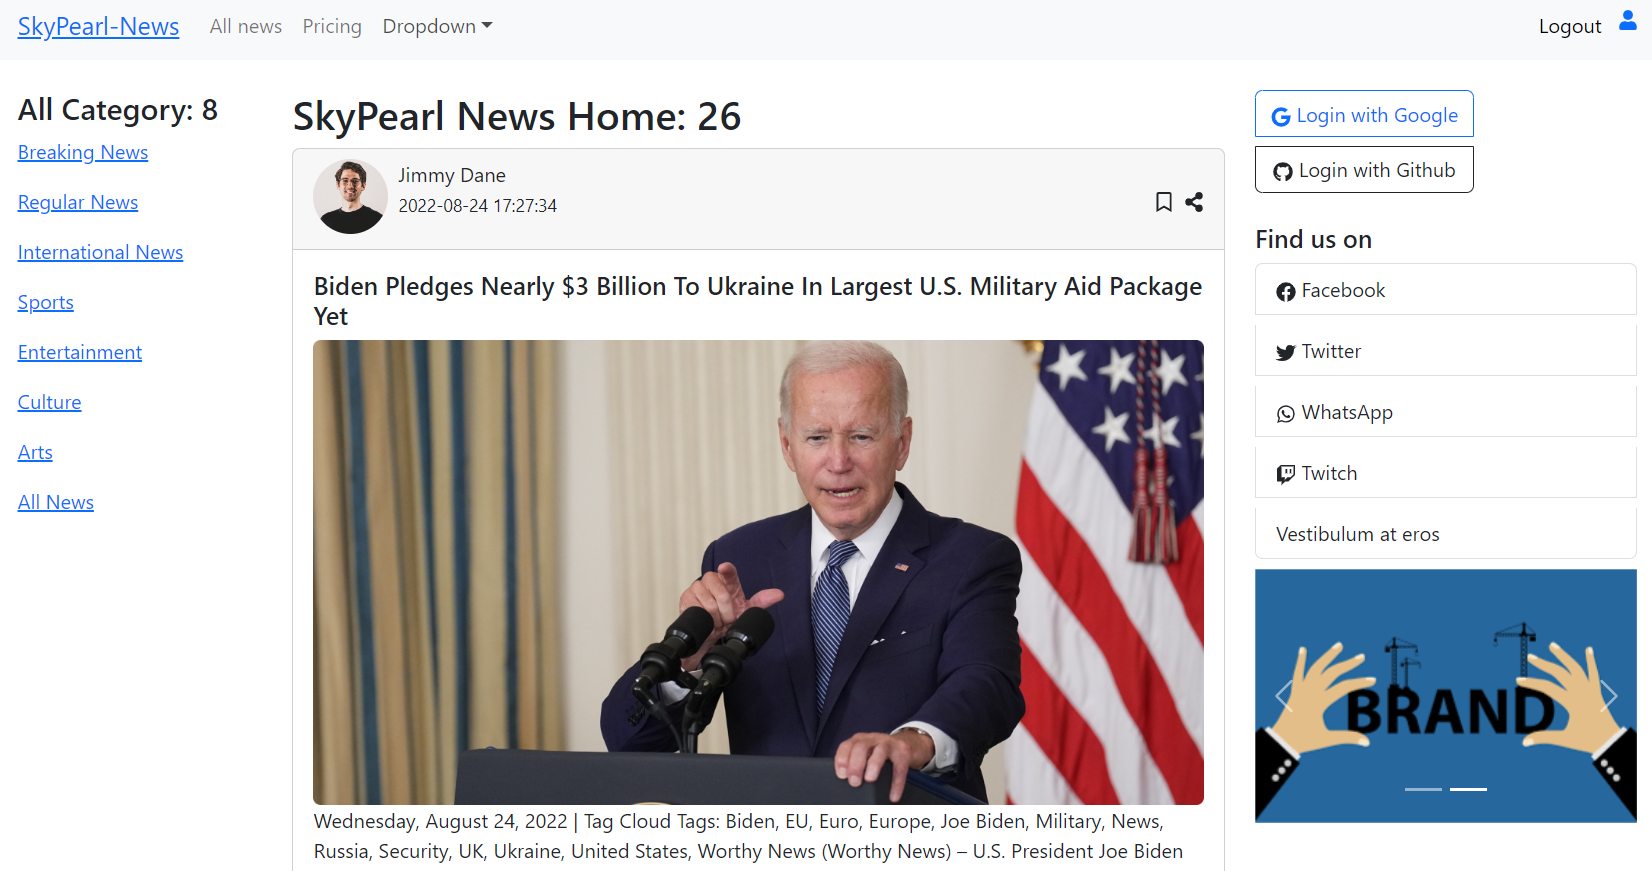 SkyPearl-News All news Pricing Dropdown Logout
All Category: 8
Breaking News
Regular News
International News
Sports
Entertainment
Culture
Arts
All News
SkyPearl News Home: 26
Jimmy Dane
2022-08-24 17:27:34
Biden Pledges Nearly $3 Billion To Ukraine In Largest U.S. Military Aid Package
Yet
Wednesday, August 24, 2022 | Tag Cloud Tags: Biden, EU, Euro, Europe, Joe Biden, Military, News,
Russia, Security, UK, Ukraine, United States, Worthy News (Worthy News) – U.S. President Joe Biden
Login with Google
Login with Github
Find us on
Facebook
Twitter
WhatsApp
Twitch
Vestibulum at eros
BRAND